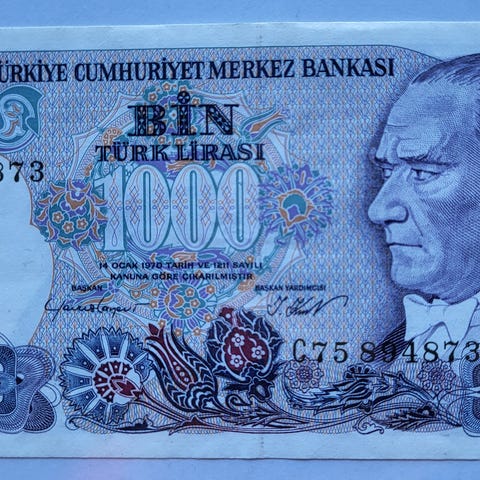 TÜRKİYE CUMHURİYET MERKEZ BANKASI
BİN
TÜRK LİRASI
873
1000
14 OCAK 1970 TARİH VE 1211 SAYILI
KANUNA GÖRE ÇIKARILMIŞTIR
BAŞKAN BAŞKAN YARDIMCISI
C75 894873